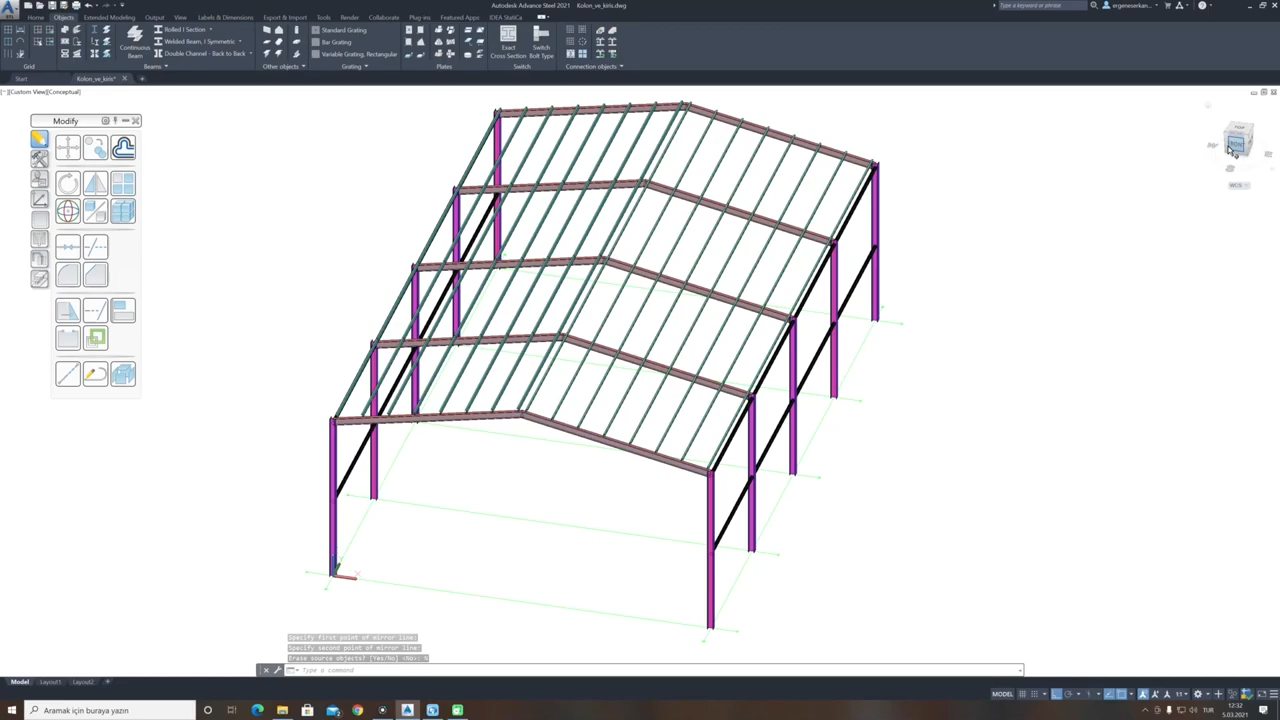 Autodesk Advance Steel 2021   Kolon_ve_kiris.dwg
Type a keyword or phrase
ergeneserkan...
Home Objects Extended Modeling Output View Labels & Dimensions Export & Import Tools Render Collaborate Plug-ins Featured Apps IDEA StatiCa
Rolled I Section
Welded Beam, I Symmetric
Double Channel - Back to Back
Continuous Beam
Standard Grating
Bar Grating
Variable Grating, Rectangular
Exact Cross Section
Switch Bolt Type
Grid Beams Other objects Grating Plates Switch Connection objects
Start Kolon_ve_kiris*
[-][Custom View][Conceptual]
Modify
TOP
WCS
Specify first point of mirror line:
Specify second point of mirror line:
Erase source objects? [Yes/No] <No>: N
Type a command
Model Layout1 Layout2
MODEL
1:1
Aramak için buraya yazın
TUR
12:32
5.03.2021